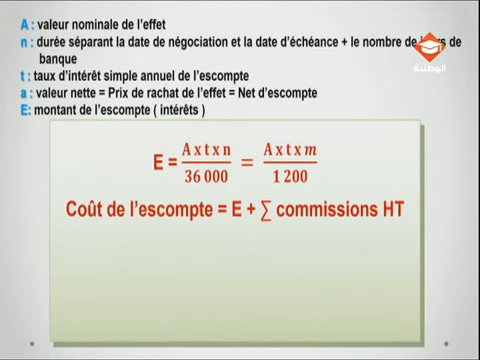 A : valeur nominale de l'effet
n : durée séparant la date de négociation et la date d'échéance + le nombre de de
banque
t : taux d'intérêt simple annuel de l'escompte
a : valeur nette = Prix de rachat de l'effet = Net d'escompte
E: montant de l'escompte ( intérêts )
E = A x t x n / 36 000 = A x t x m / 1 200
Coût de l'escompte = E + ∑ commissions HT
الوطنية